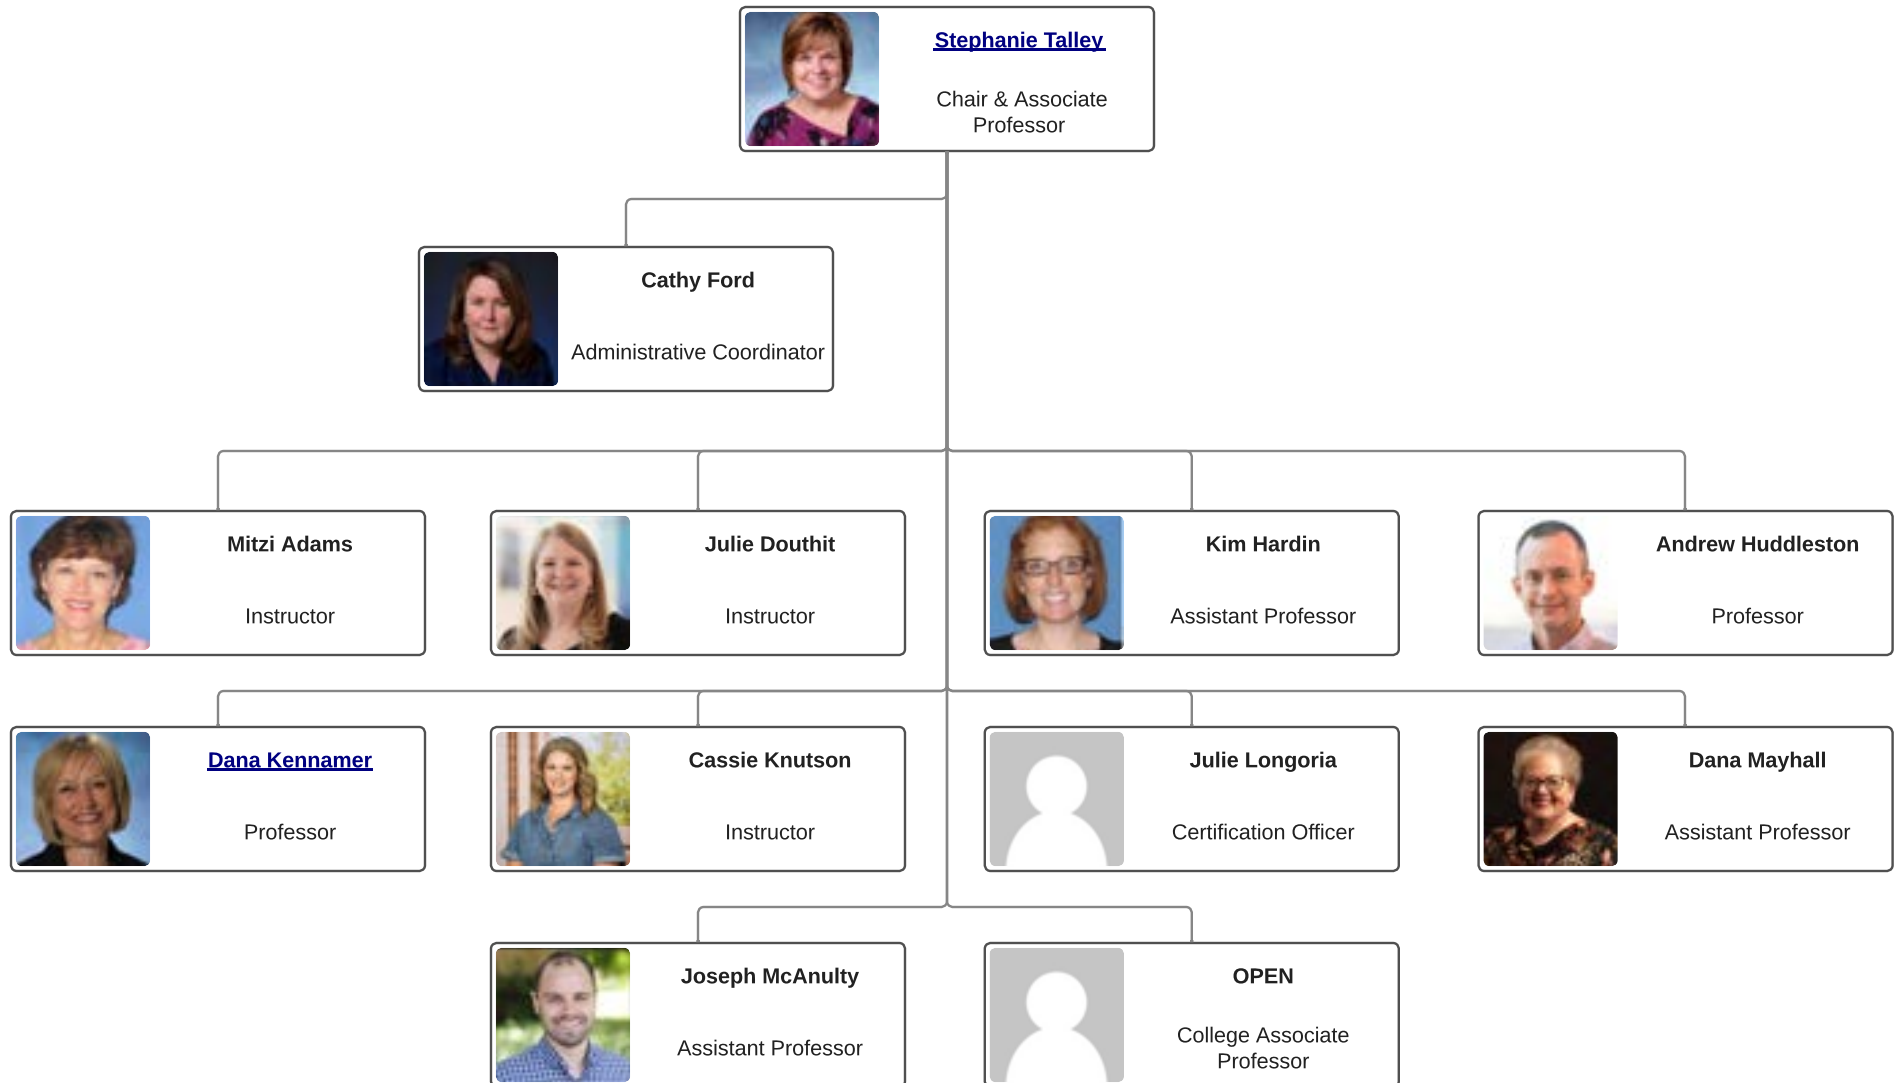 Stephanie Talley
Chair & Associate
Professor
Cathy Ford
Administrative Coordinator
Mitzi Adams
Instructor
Julie Douthit
Instructor
Kim Hardin
Assistant Professor
Andrew Huddleston
Professor
Dana Kennamer
Professor
Cassie Knutson
Instructor
Julie Longoria
Certification Officer
Dana Mayhall
Assistant Professor
Joseph McAnulty
Assistant Professor
OPEN
College Associate
Professor